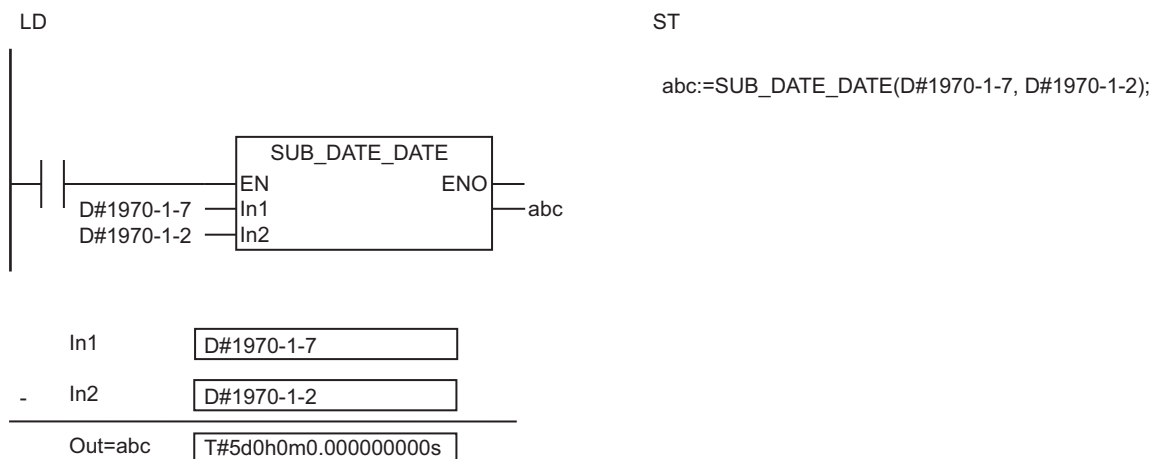 LD
ST
abc:=SUB_DATE_DATE(D#1970-1-7, D#1970-1-2);
SUB_DATE_DATE
EN ENO
D#1970-1-7 In1 abc
D#1970-1-2 In2
In1 D#1970-1-7
- In2 D#1970-1-2
Out=abc T#5d0h0m0.000000000s